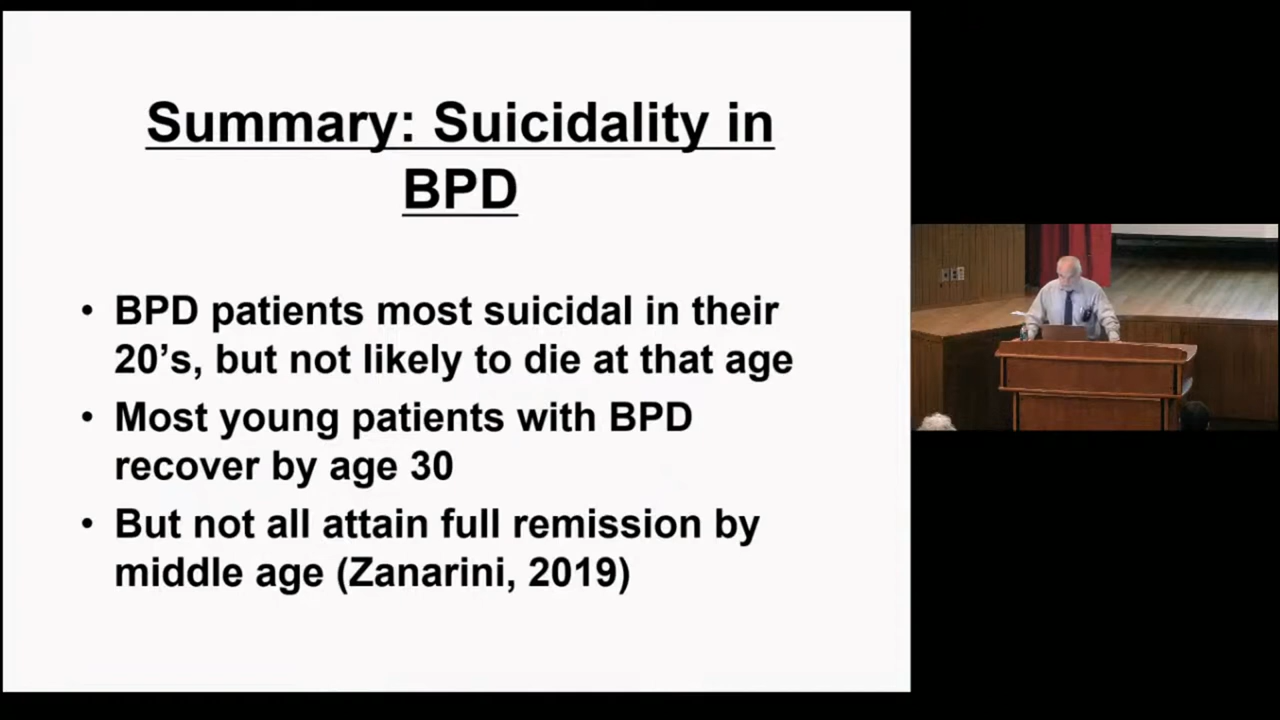 Summary: Suicidality in
BPD
• BPD patients most suicidal in their
20’s, but not likely to die at that age
• Most young patients with BPD
recover by age 30
• But not all attain full remission by
middle age (Zanarini, 2019)